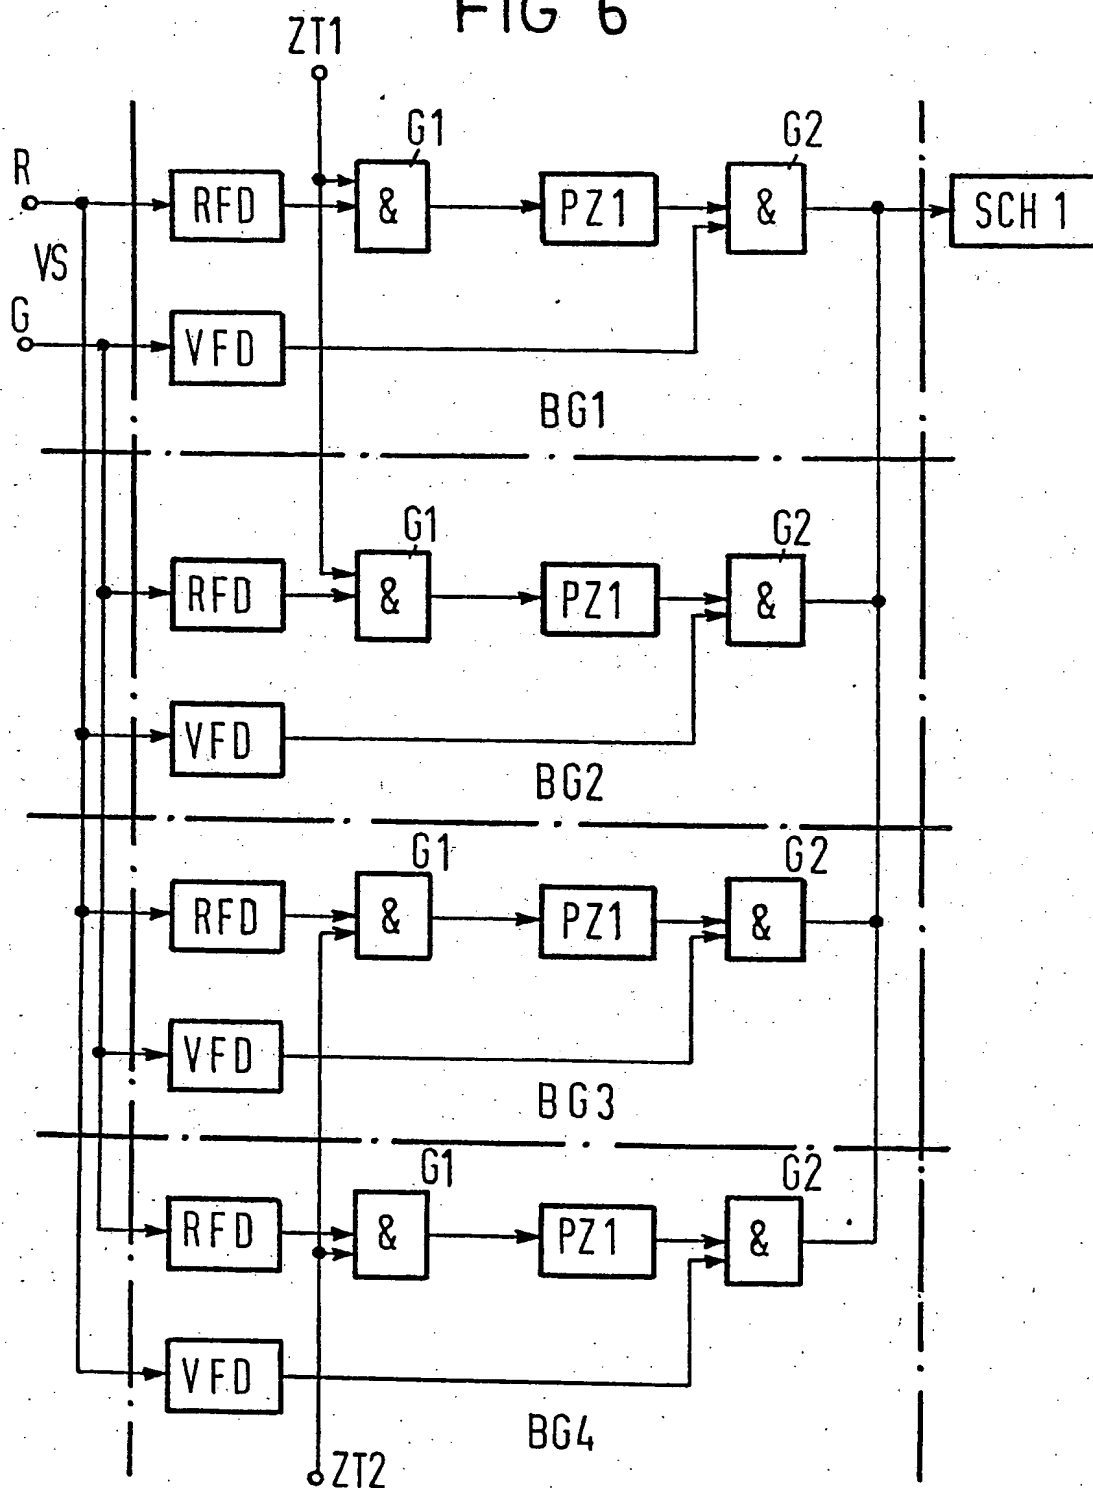 FIG 6
ZT1
R
RFD
G1
&
PZ1
G2
&
SCH 1
VS
G
VFD
BG1
RFD
G1
&
PZ1
G2
&
VFD
BG2
RFD
G1
&
PZ1
G2
&
VFD
BG3
RFD
G1
&
PZ1
G2
&
VFD
BG4
ZT2